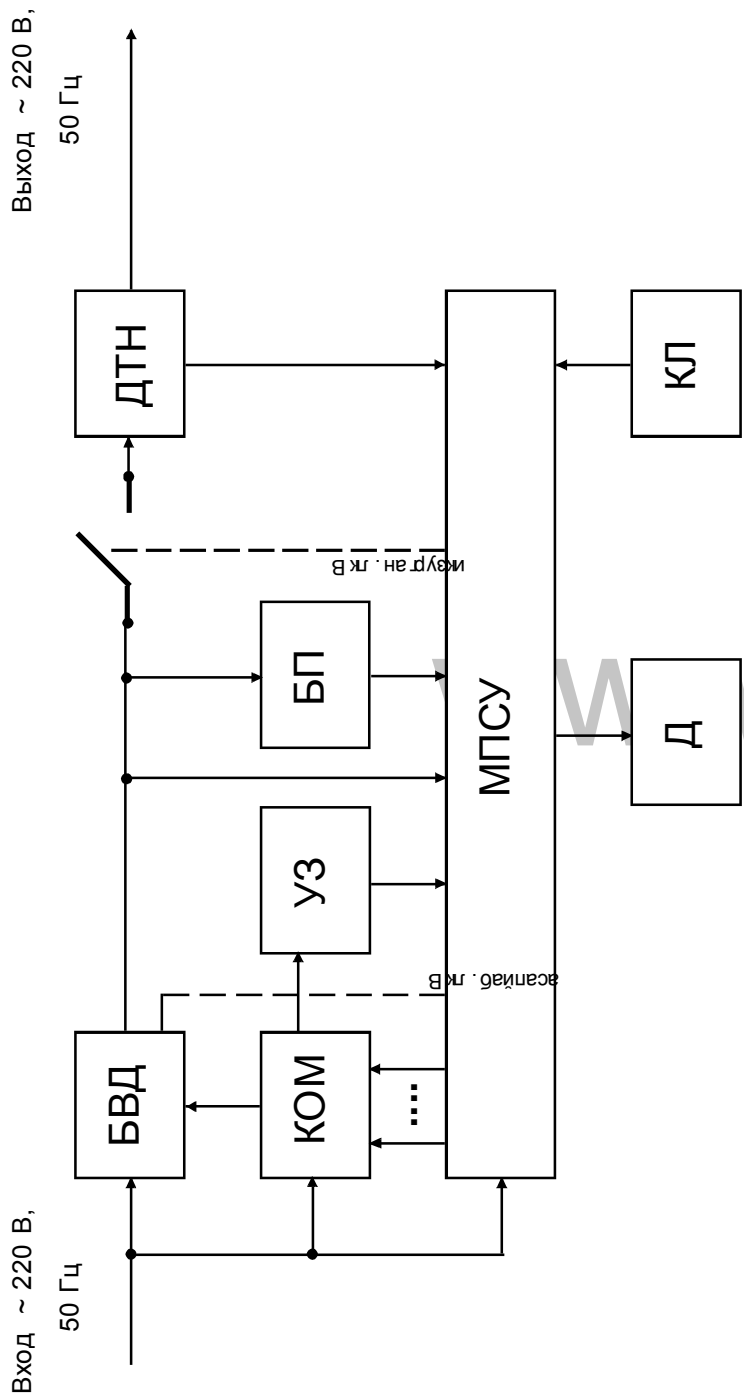 Вход ~ 220 В,
50 Гц
Выход ~ 220 В,
50 Гц
БВД
ДТН
КОМ
УЗ
БП
Вкл. байпаса
Вкл. нагрузки
МПСУ
Д
КЛ
....